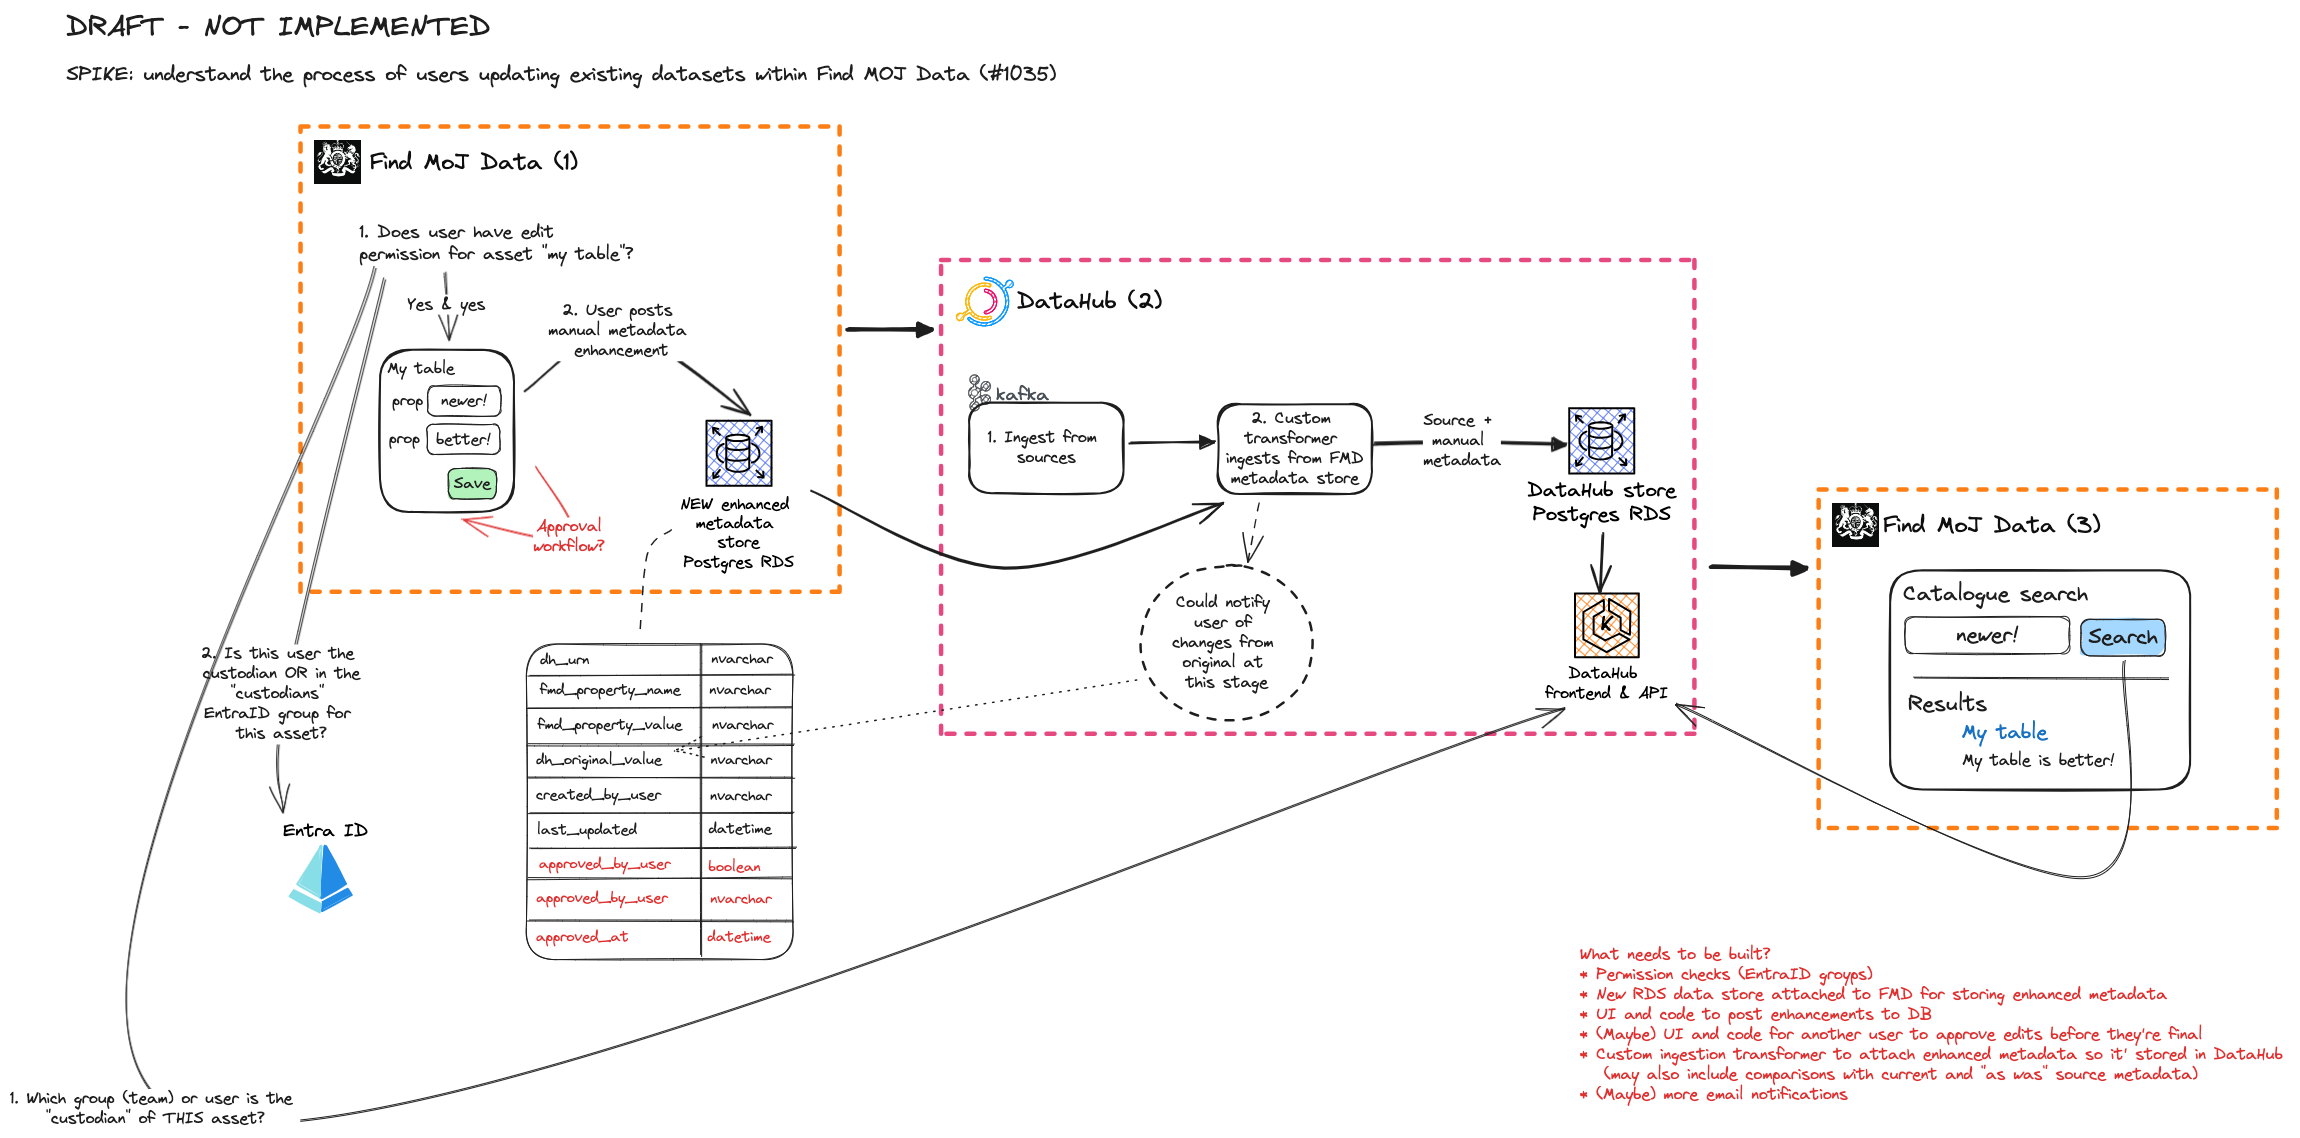 DRAFT - NOT IMPLEMENTED
SPIKE: understand the process of users updating existing datasets within Find MOJ Data (#1035)
Find MoJ Data (1)
1. Does user have edit
permission for asset "my table"?
Yes & yes
2. User posts
manual metadata
enhancement
My table
prop newer!
prop better!
Save
Approval
workflow?
NEW enhanced
metadata
store
Postgres RDS
2. Is this user the
custodian OR in the
"custodians"
EntraID group for
this asset?
Entra ID
1. Which group (team) or user is the
"custodian" of THIS asset?
dh_urn nvarchar
fmd_property_name nvarchar
fmd_property_value nvarchar
dh_original_value nvarchar
created_by_user nvarchar
last_updated datetime
approved_by_user boolean
approved_by_user nvarchar
approved_at datetime
DataHub (2)
kafka
1. Ingest from
sources
2. Custom
transformer
ingests from FMD
metadata store
Source +
manual
metadata
DataHub store
Postgres RDS
Could notify
user of
changes from
original at
this stage
K
DataHub
frontend & API
Find MoJ Data (3)
Catalogue search
newer! Search
Results
My table
My table is better!
What needs to be built?
* Permission checks (EntraID groyps)
* New RDS data store attached to FMD for storing enhanced metadata
* UI and code to post enhancements to DB
* (Maybe) UI and code for another user to approve edits before they're final
* Custom ingestion transformer to attach enhanced metadata so it' stored in DataHub
(may also include comparisons with current and "as was" source metadata)
* (Maybe) more email notifications